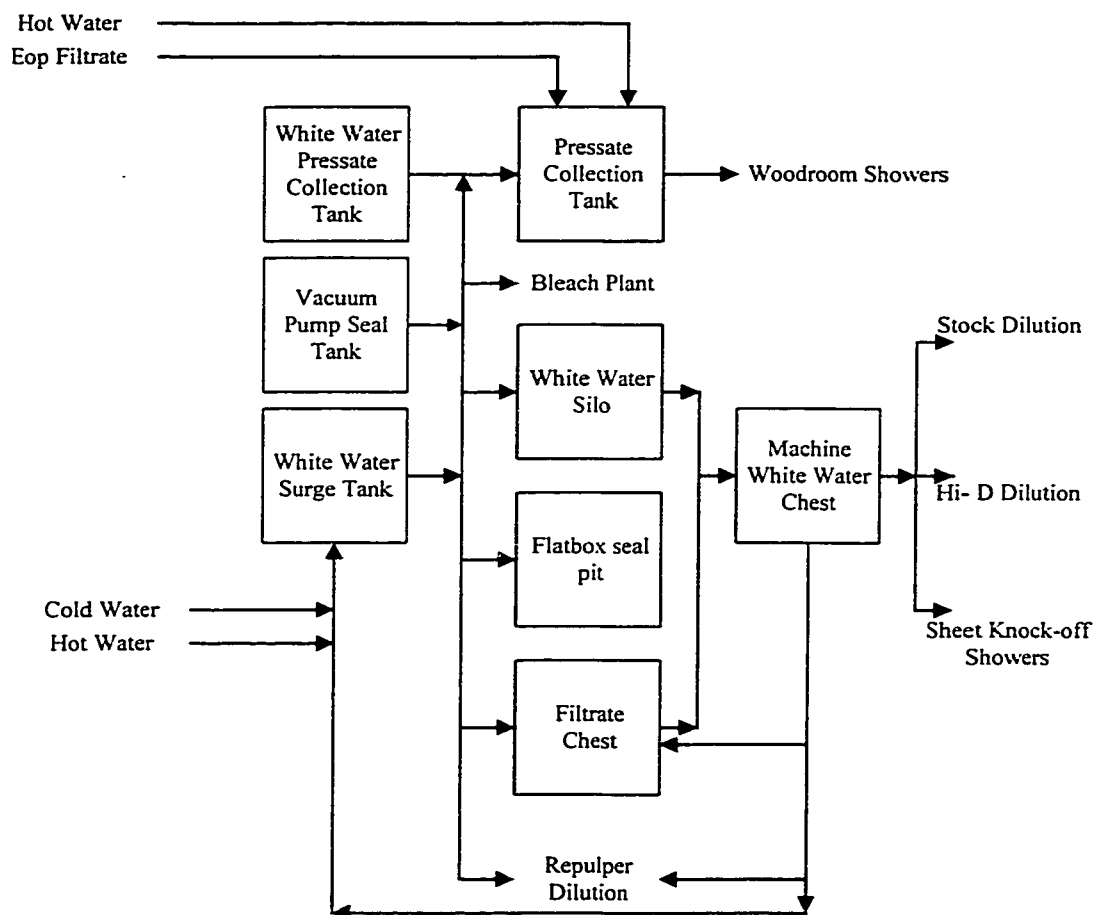 Hot Water
Eop Filtrate
White Water
Pressate
Collection
Tank
Pressate
Collection
Tank
Woodroom Showers
Vacuum
Pump Seal
Tank
Bleach Plant
White Water
Silo
Stock Dilution
White Water
Surge Tank
Machine
White Water
Chest
Hi- D Dilution
Flatbox seal
pit
Cold Water
Hot Water
Sheet Knock-off
Showers
Filtrate
Chest
Repulper
Dilution